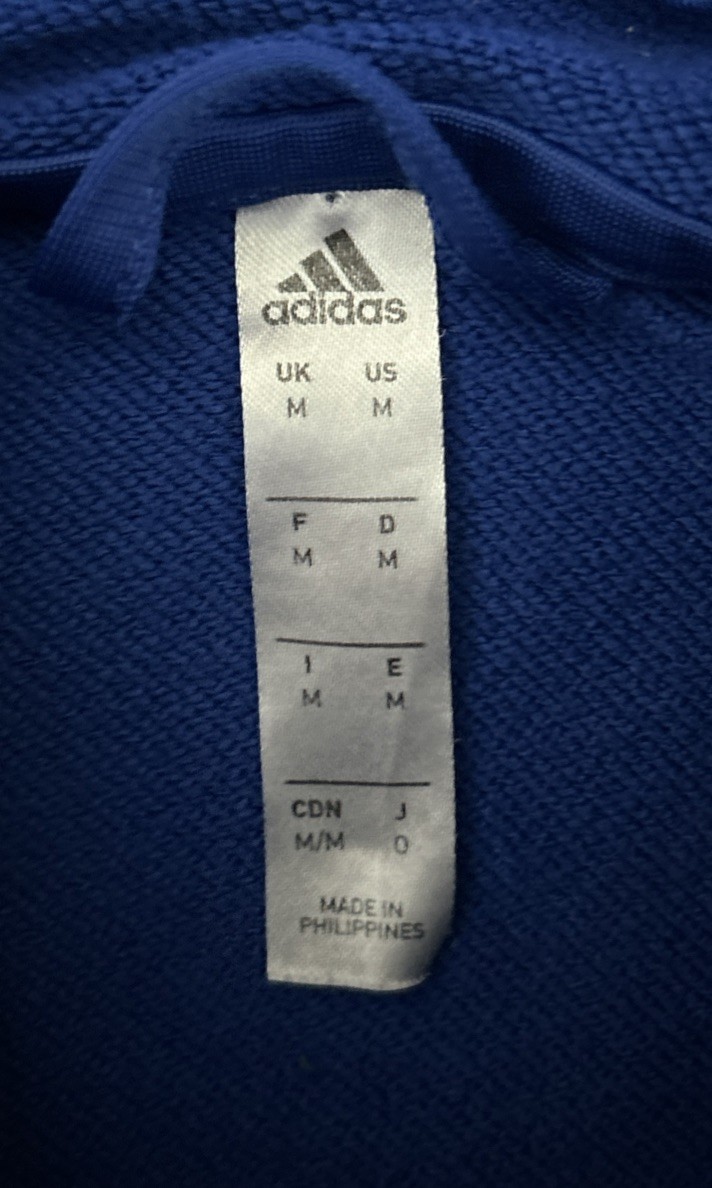 adidas
UK US
M M
F D
M M
I E
M M
CDN J
M/M O
MADE IN
PHILIPPINES